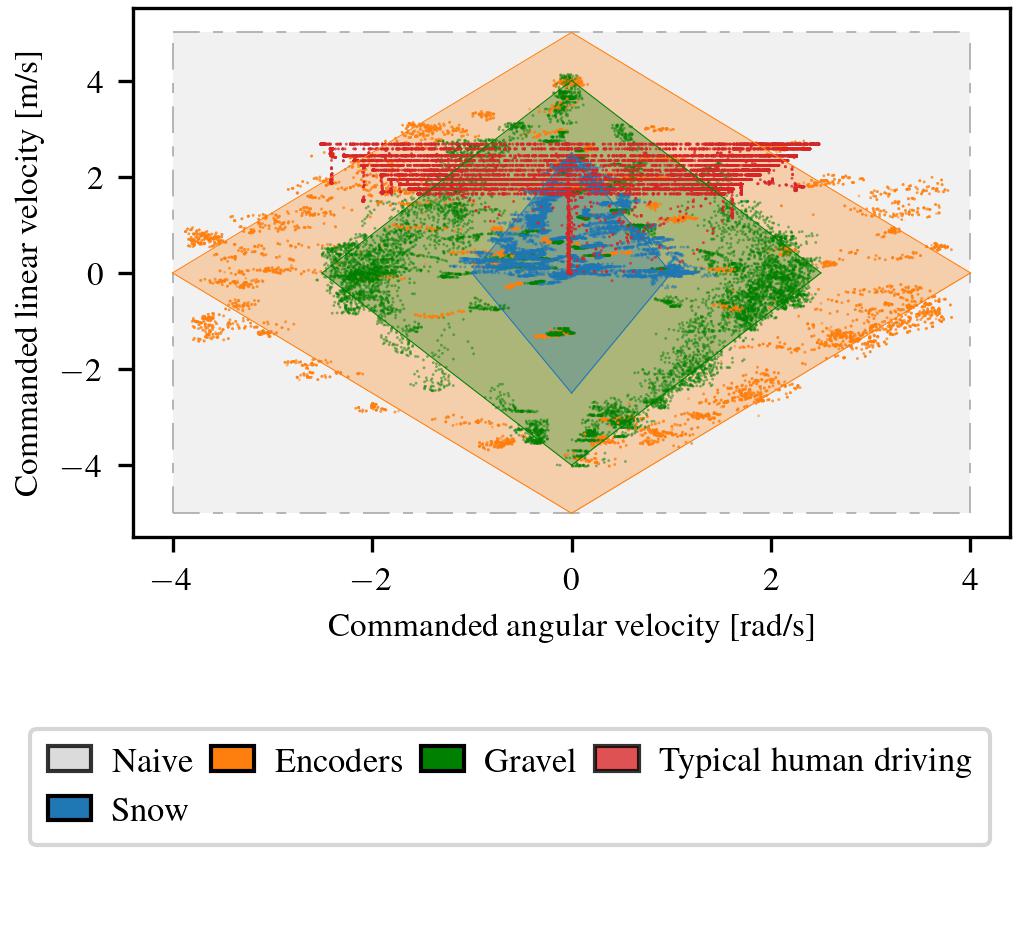 Commanded linear velocity [m/s]
4
2
0
−2
−4
−4 −2 0 2 4
Commanded angular velocity [rad/s]
Naive Encoders Gravel Typical human driving
Snow